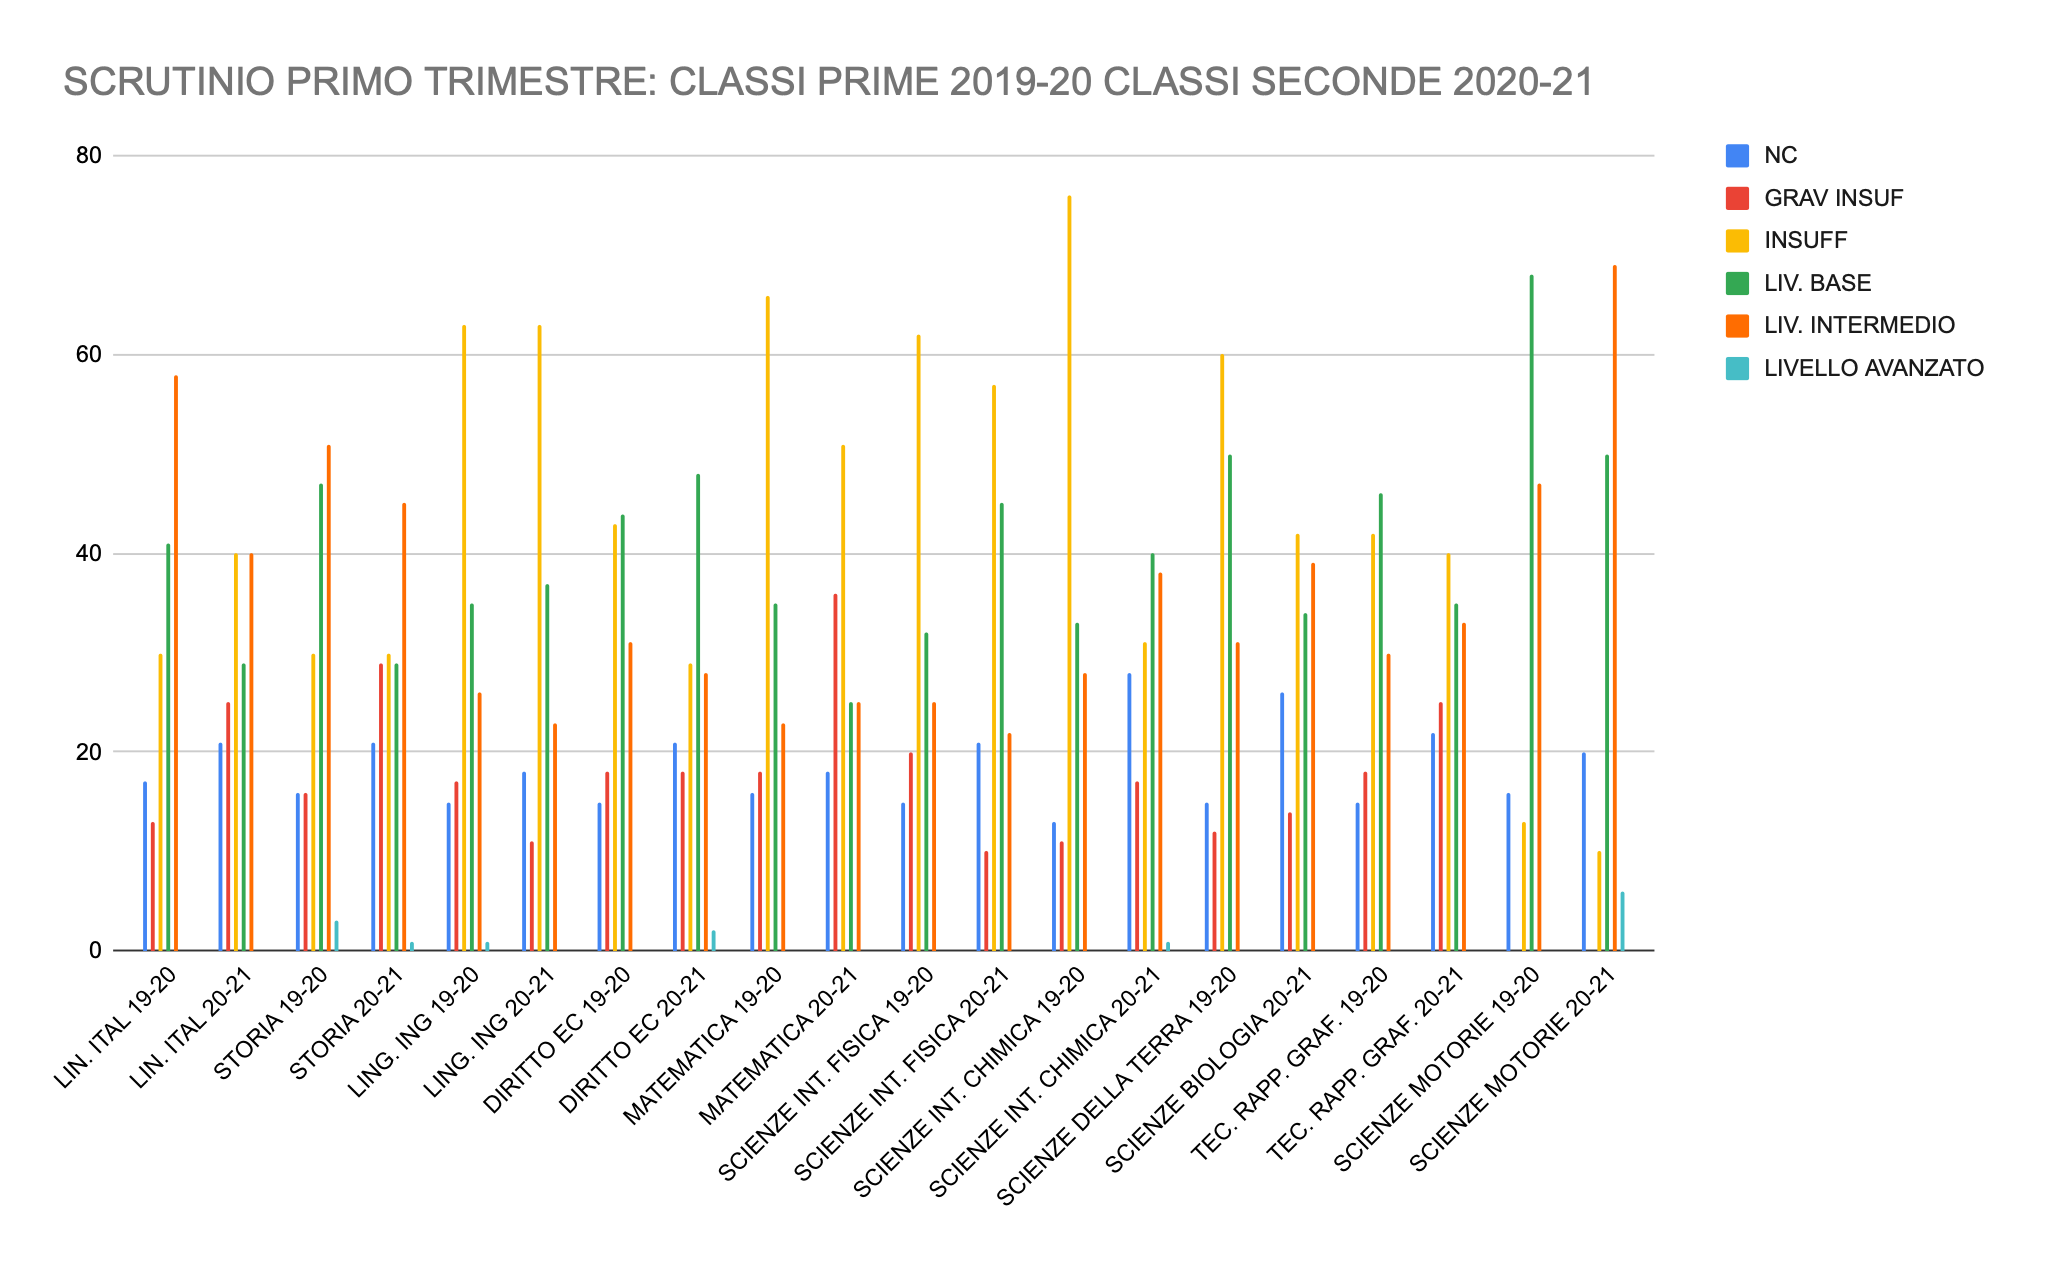 SCRUTINIO PRIMO TRIMESTRE: CLASSI PRIME 2019-20 CLASSI SECONDE 2020-21
80
60
40
20
0
NC
GRAV INSUF
INSUFF
LIV. BASE
LIV. INTERMEDIO
LIVELLO AVANZATO
LIN. ITAL 19-20
LIN. ITAL 20-21
STORIA 19-20
STORIA 20-21
LING. ING 19-20
LING. ING 20-21
DIRITTO EC 19-20
DIRITTO EC 20-21
MATEMATICA 19-20
MATEMATICA 20-21
SCIENZE INT. FISICA 19-20
SCIENZE INT. FISICA 20-21
SCIENZE INT. CHIMICA 19-20
SCIENZE INT. CHIMICA 20-21
SCIENZE DELLA TERRA 19-20
SCIENZE BIOLOGIA 20-21
TEC. RAPP. GRAF. 19-20
TEC. RAPP. GRAF. 20-21
SCIENZE MOTORIE 19-20
SCIENZE MOTORIE 20-21